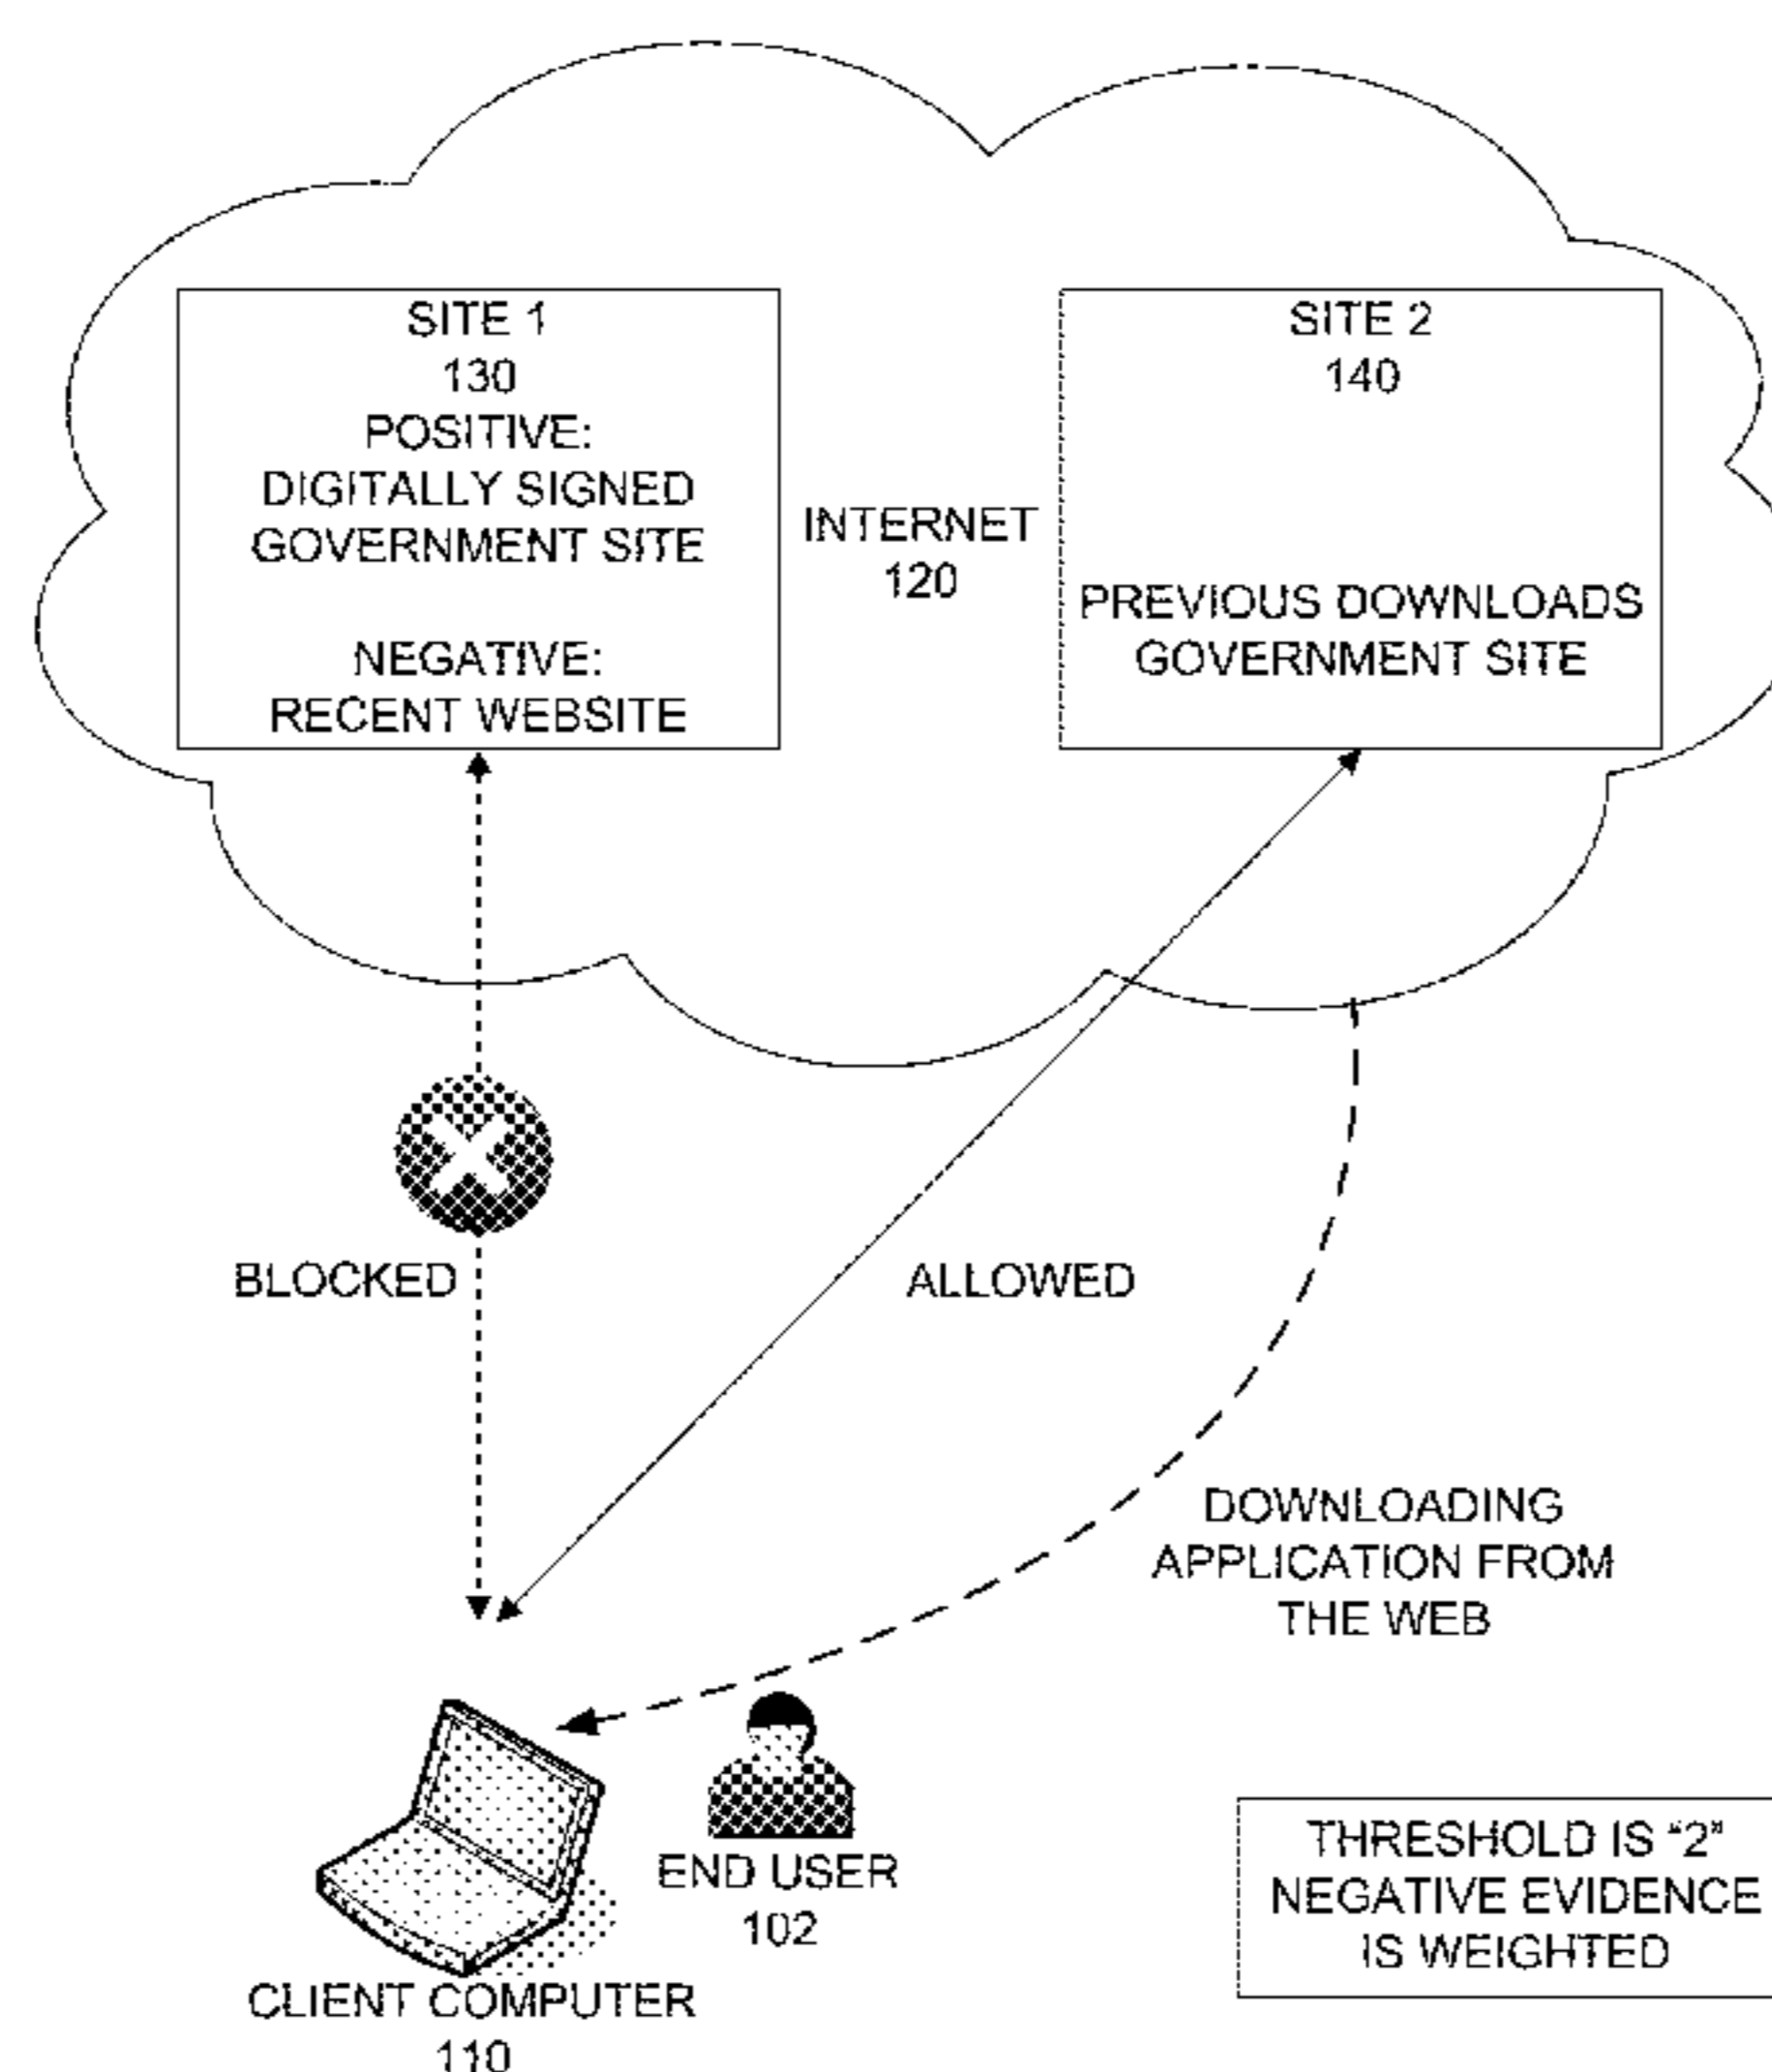 SITE 1
130
POSITIVE:
DIGITALLY SIGNED
GOVERNMENT SITE
NEGATIVE:
RECENT WEBSITE
INTERNET
120
SITE 2
140
PREVIOUS DOWNLOADS
GOVERNMENT SITE
BLOCKED
ALLOWED
DOWNLOADING
APPLICATION FROM
THE WEB
END USER
102
CLIENT COMPUTER
110
THRESHOLD IS "2"
NEGATIVE EVIDENCE
IS WEIGHTED